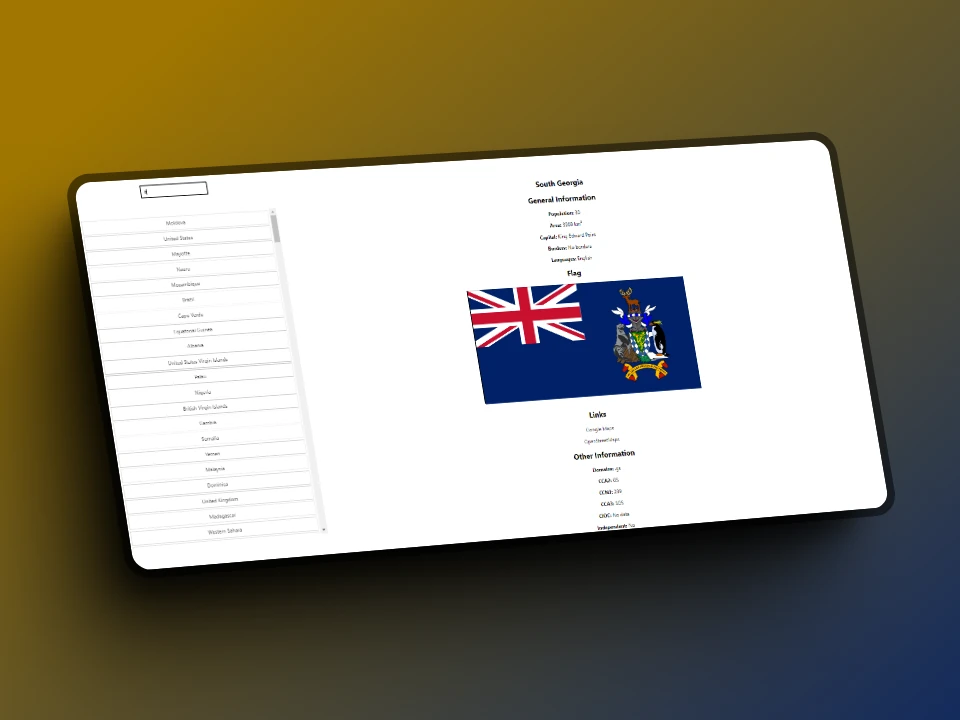 Moldova
United States
Mayotte
Nauru
Mozambique
Brazil
Cape Verde
Equatorial Guinea
Albania
United States Virgin Islands
Palau
Nigeria
British Virgin Islands
Gambia
Somalia
Yemen
Malaysia
Dominica
United Kingdom
Madagascar
Western Sahara
South Georgia
General Information
Population: 30
Area: 3903 km²
Capital: King Edward Point
Borders: No borders
Languages: English
Flag
Links
Google Maps
OpenStreetMaps
Other Information
Domains: .gs
CCA2: GS
CCN3: 239
CCA3: SGS
CIOC: No data
Independent: No